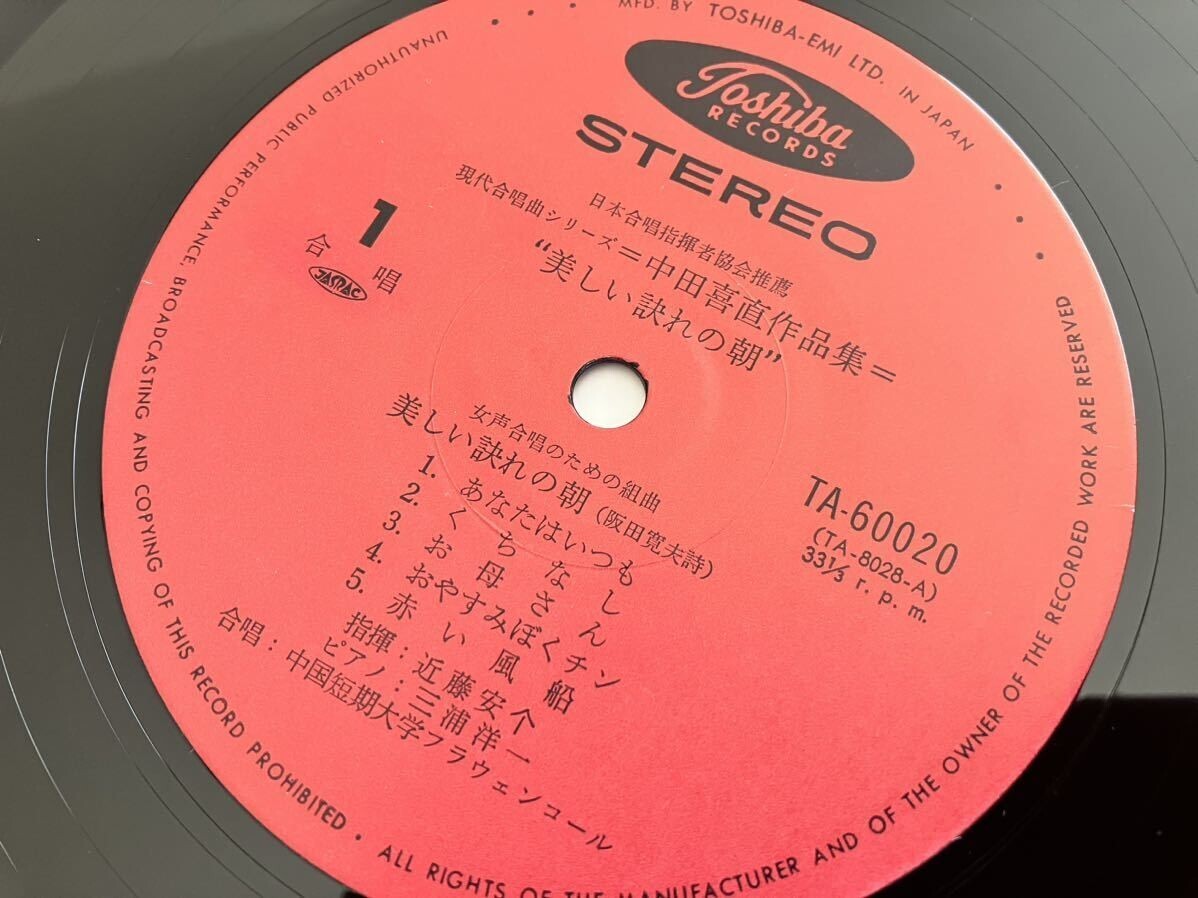 MFD. BY TOSHIBA-EMI LTD. IN JAPAN
Toshiba
RECORDS
STEREO
1
合唱
JASRAC
日本合唱指揮者協会推薦
現代合唱曲シリーズ=中田喜直作品集=
“美しい訣れの朝”
TA-60020
(TA-8028-A)
33⅓ r. p. m.
女声合唱のための組曲
美しい訣れの朝 (阪田寛夫詩)
1. あなたはいつも
2. くちなし
3. お母さん
4. おやすみぼくチン
5. 赤い風船
指揮:近藤安个
ピアノ:三浦洋一
合唱:中国短期大学フラウェンコール
UNAUTHORIZED PUBLIC PERFORMANCE, BROADCASTING AND COPYING OF THIS RECORD PROHIBITED • ALL RIGHTS OF THE MANUFACTURER AND OF THE OWNER OF THE RECORDED WORK ARE RESERVED